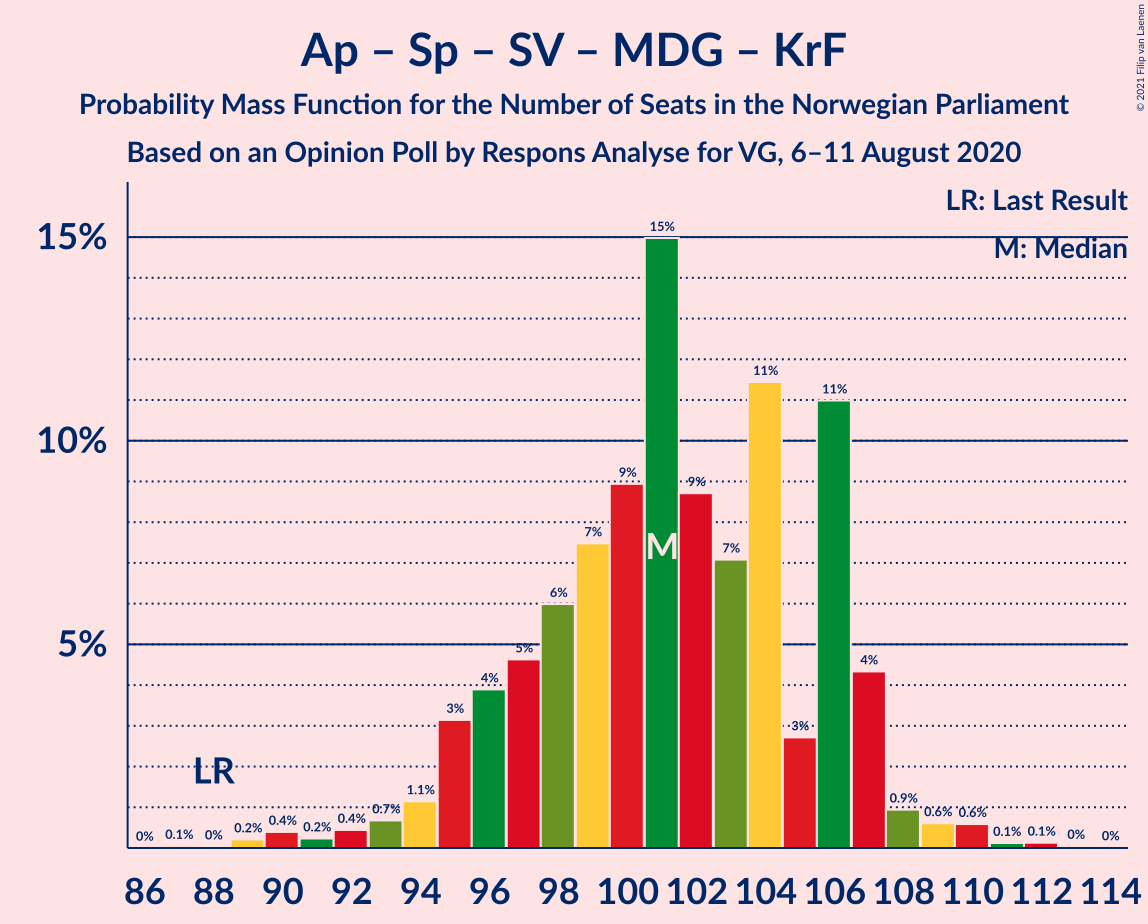 Ap – Sp – SV – MDG – KrF
Probability Mass Function for the Number of Seats in the Norwegian Parliament
Based on an Opinion Poll by Respons Analyse for VG, 6–11 August 2020
© 2021 Filip van Laenen
LR: Last Result
M: Median
15%
10%
5%
LR
M
0% 0.1% 0% 0.2% 0.4% 0.2% 0.4% 0.7% 1.1% 3% 4% 5% 6% 7% 9% 15% 9% 7% 11% 3% 11% 4% 0.9% 0.6% 0.6% 0.1% 0.1% 0% 0%
86 88 90 92 94 96 98 100 102 104 106 108 110 112 114